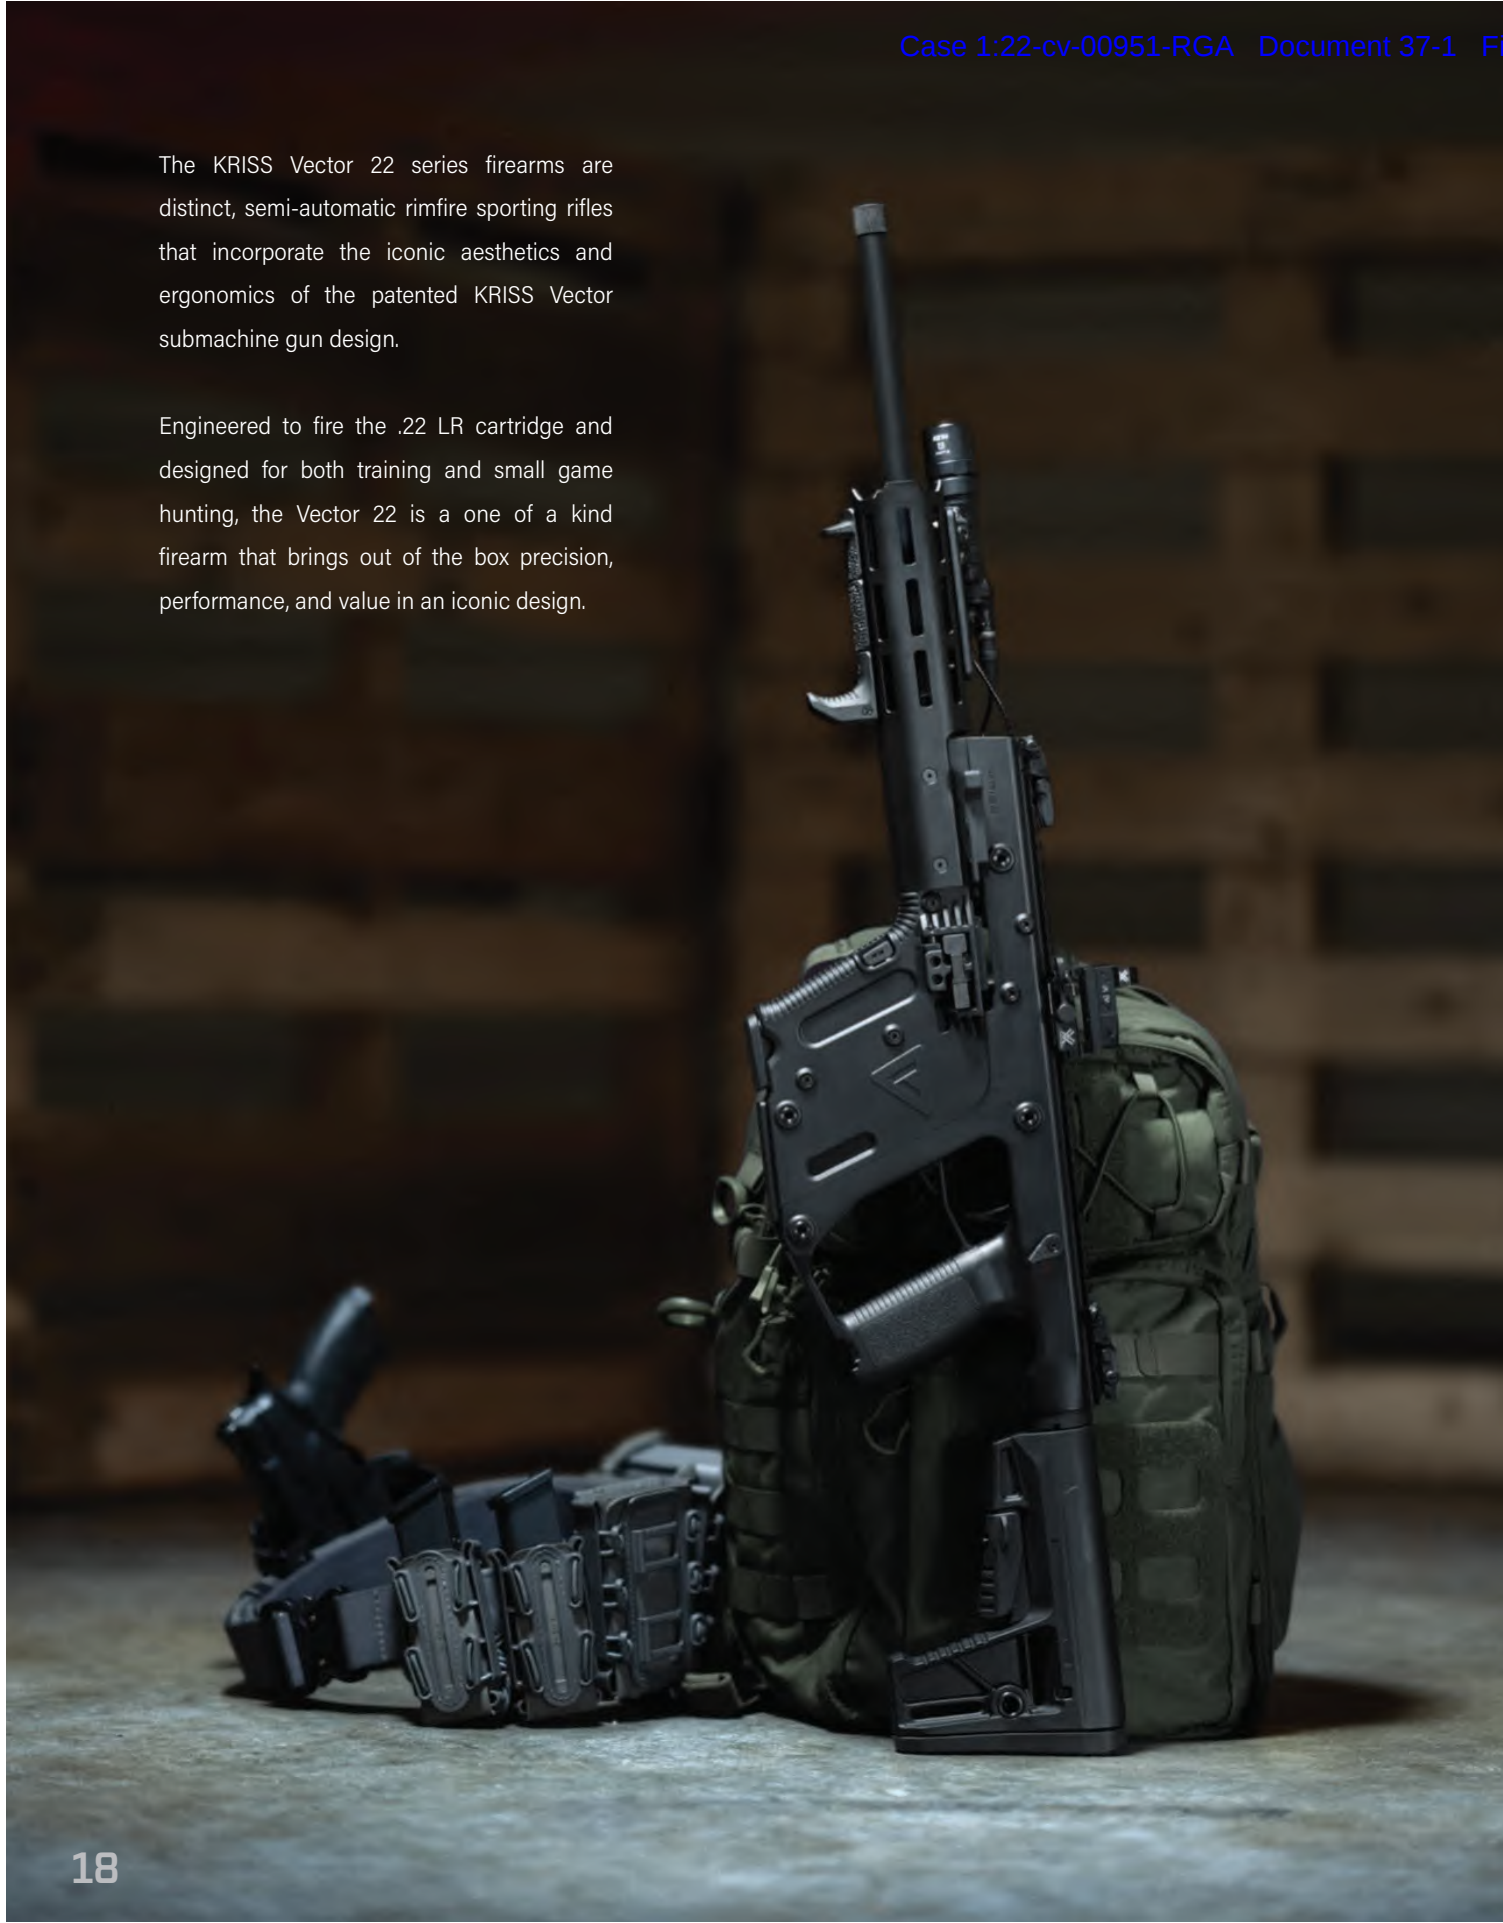 Case 1:22-cv-00951-RGA Document 37-1
The KRISS Vector 22 series firearms are
distinct, semi-automatic rimfire sporting rifles
that incorporate the iconic aesthetics and
ergonomics of the patented KRISS Vector
submachine gun design.
Engineered to fire the .22 LR cartridge and
designed for both training and small game
hunting, the Vector 22 is a one of a kind
firearm that brings out of the box precision,
performance, and value in an iconic design.
18